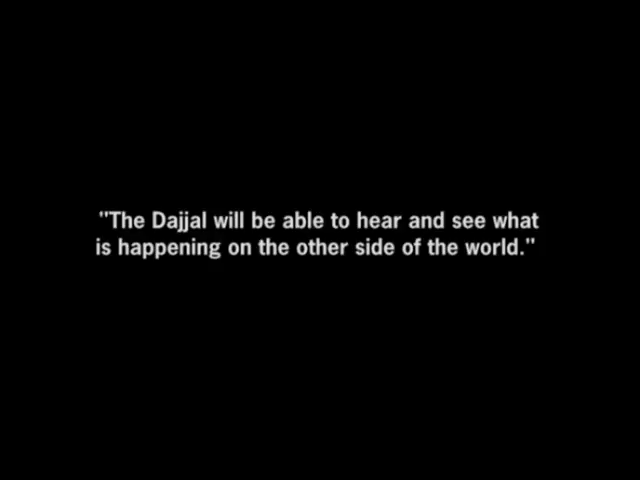 "The Dajjal will be able to hear and see what
is happening on the other side of the world."